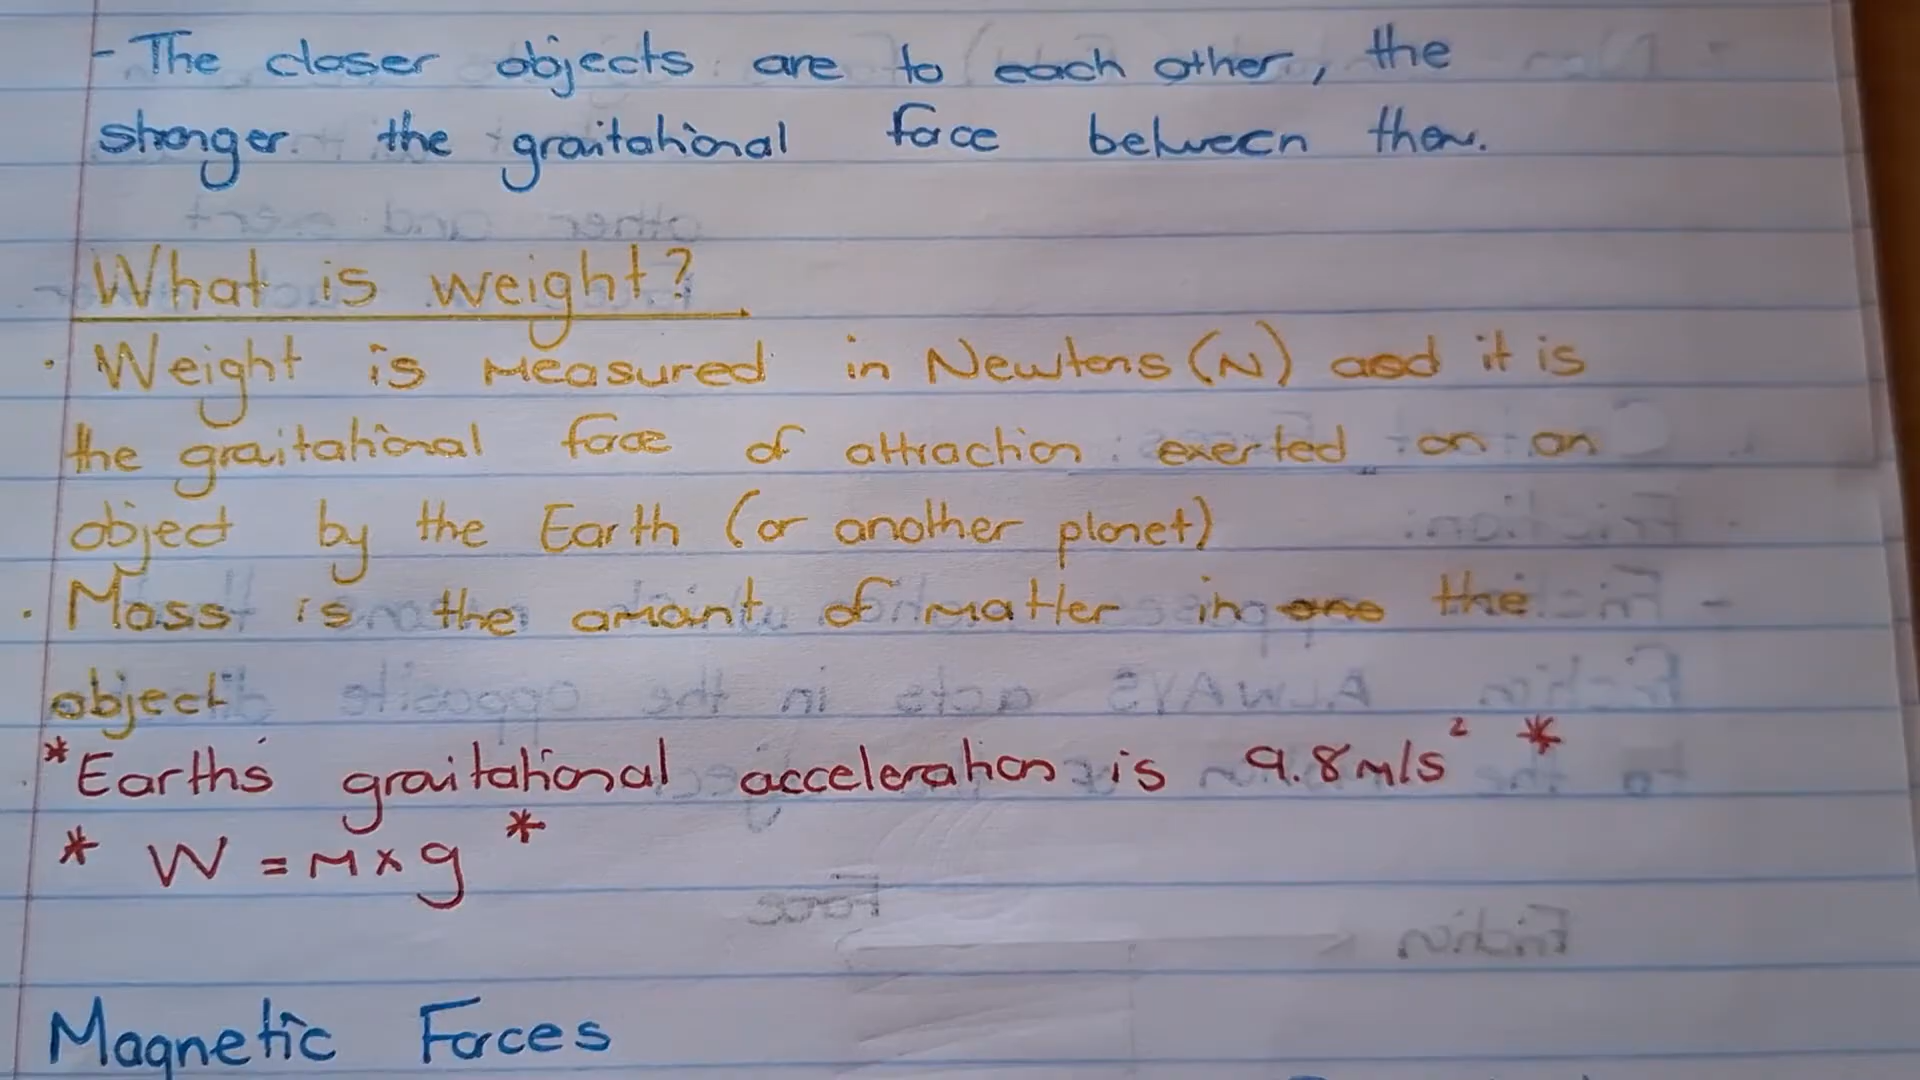 - The closer objects are to each other, the
stronger the gravitational force between them.
What is weight?
· Weight is measured in Newtons (N) and it is
the gravitational force of attraction exerted on an
object by the Earth (or another planet)
· Mass is the amount of matter in one the
object
*Earth's gravitational acceleration is 9.8m/s² *
* W = M x g *
Magnetic Forces